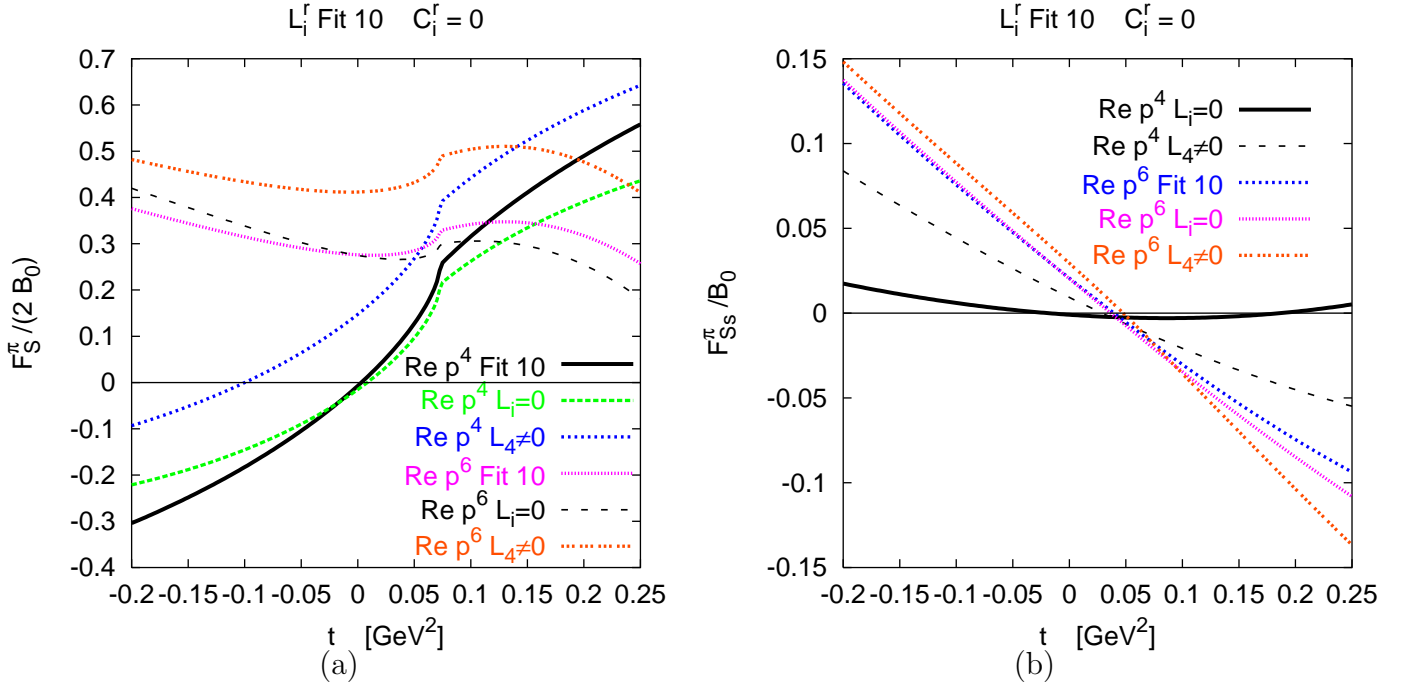 L_i^r Fit 10 C_i^r = 0
F_S^π/(2 B_0)
0.7
0.6
0.5
0.4
0.3
0.2
0.1
0
-0.1
-0.2
-0.3
-0.4
Re p^4 Fit 10
Re p^4 L_i=0
Re p^4 L_4≠0
Re p^6 Fit 10
Re p^6 L_i=0
Re p^6 L_4≠0
-0.2 -0.15 -0.1 -0.05 0 0.05 0.1 0.15 0.2 0.25
t [GeV^2]
(a)
L_i^r Fit 10 C_i^r = 0
F_{Ss}^π/B_0
0.15
0.1
0.05
0
-0.05
-0.1
-0.15
Re p^4 L_i=0
Re p^4 L_4≠0
Re p^6 Fit 10
Re p^6 L_i=0
Re p^6 L_4≠0
-0.2 -0.15 -0.1 -0.05 0 0.05 0.1 0.15 0.2 0.25
t [GeV^2]
(b)